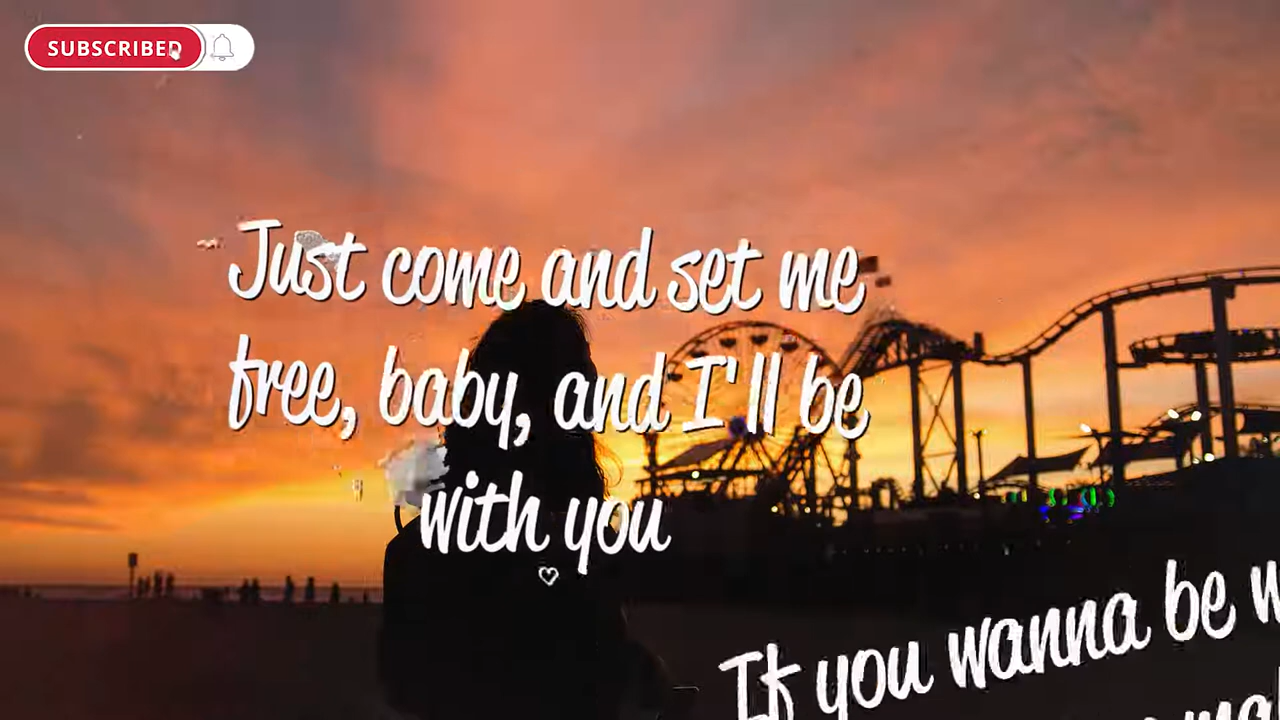 SUBSCRIBED
Just come and set me
free, baby, and I'll be
with you
If you wanna be